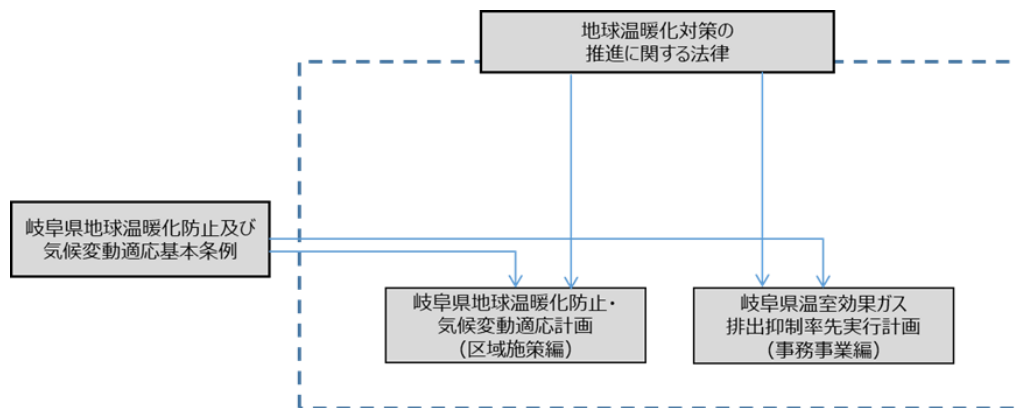 地球温暖化対策の
推進に関する法律
岐阜県地球温暖化防止及び
気候変動適応基本条例
岐阜県地球温暖化防止・
気候変動適応計画
（区域施策編）
岐阜県温室効果ガス
排出抑制率先実行計画
（事務事業編）